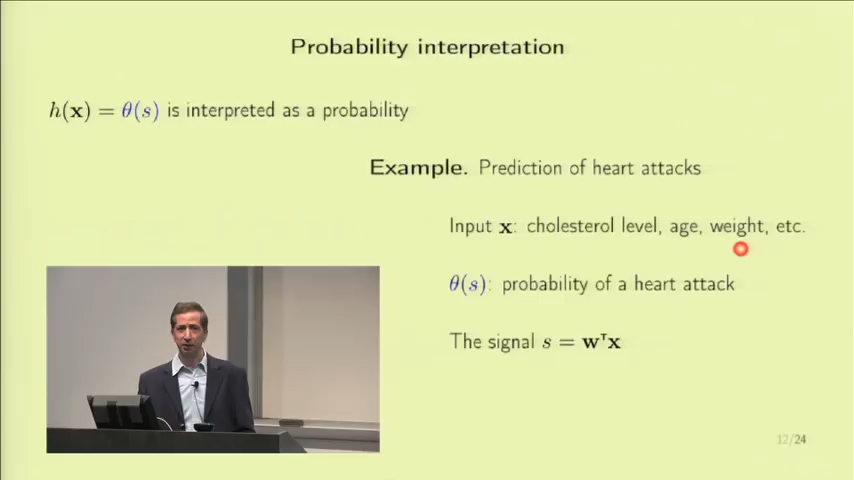 Probability interpretation
h(x) = θ(s) is interpreted as a probability
Example. Prediction of heart attacks
Input x: cholesterol level, age, weight, etc.
θ(s): probability of a heart attack
The signal s = wᵀx
12/24